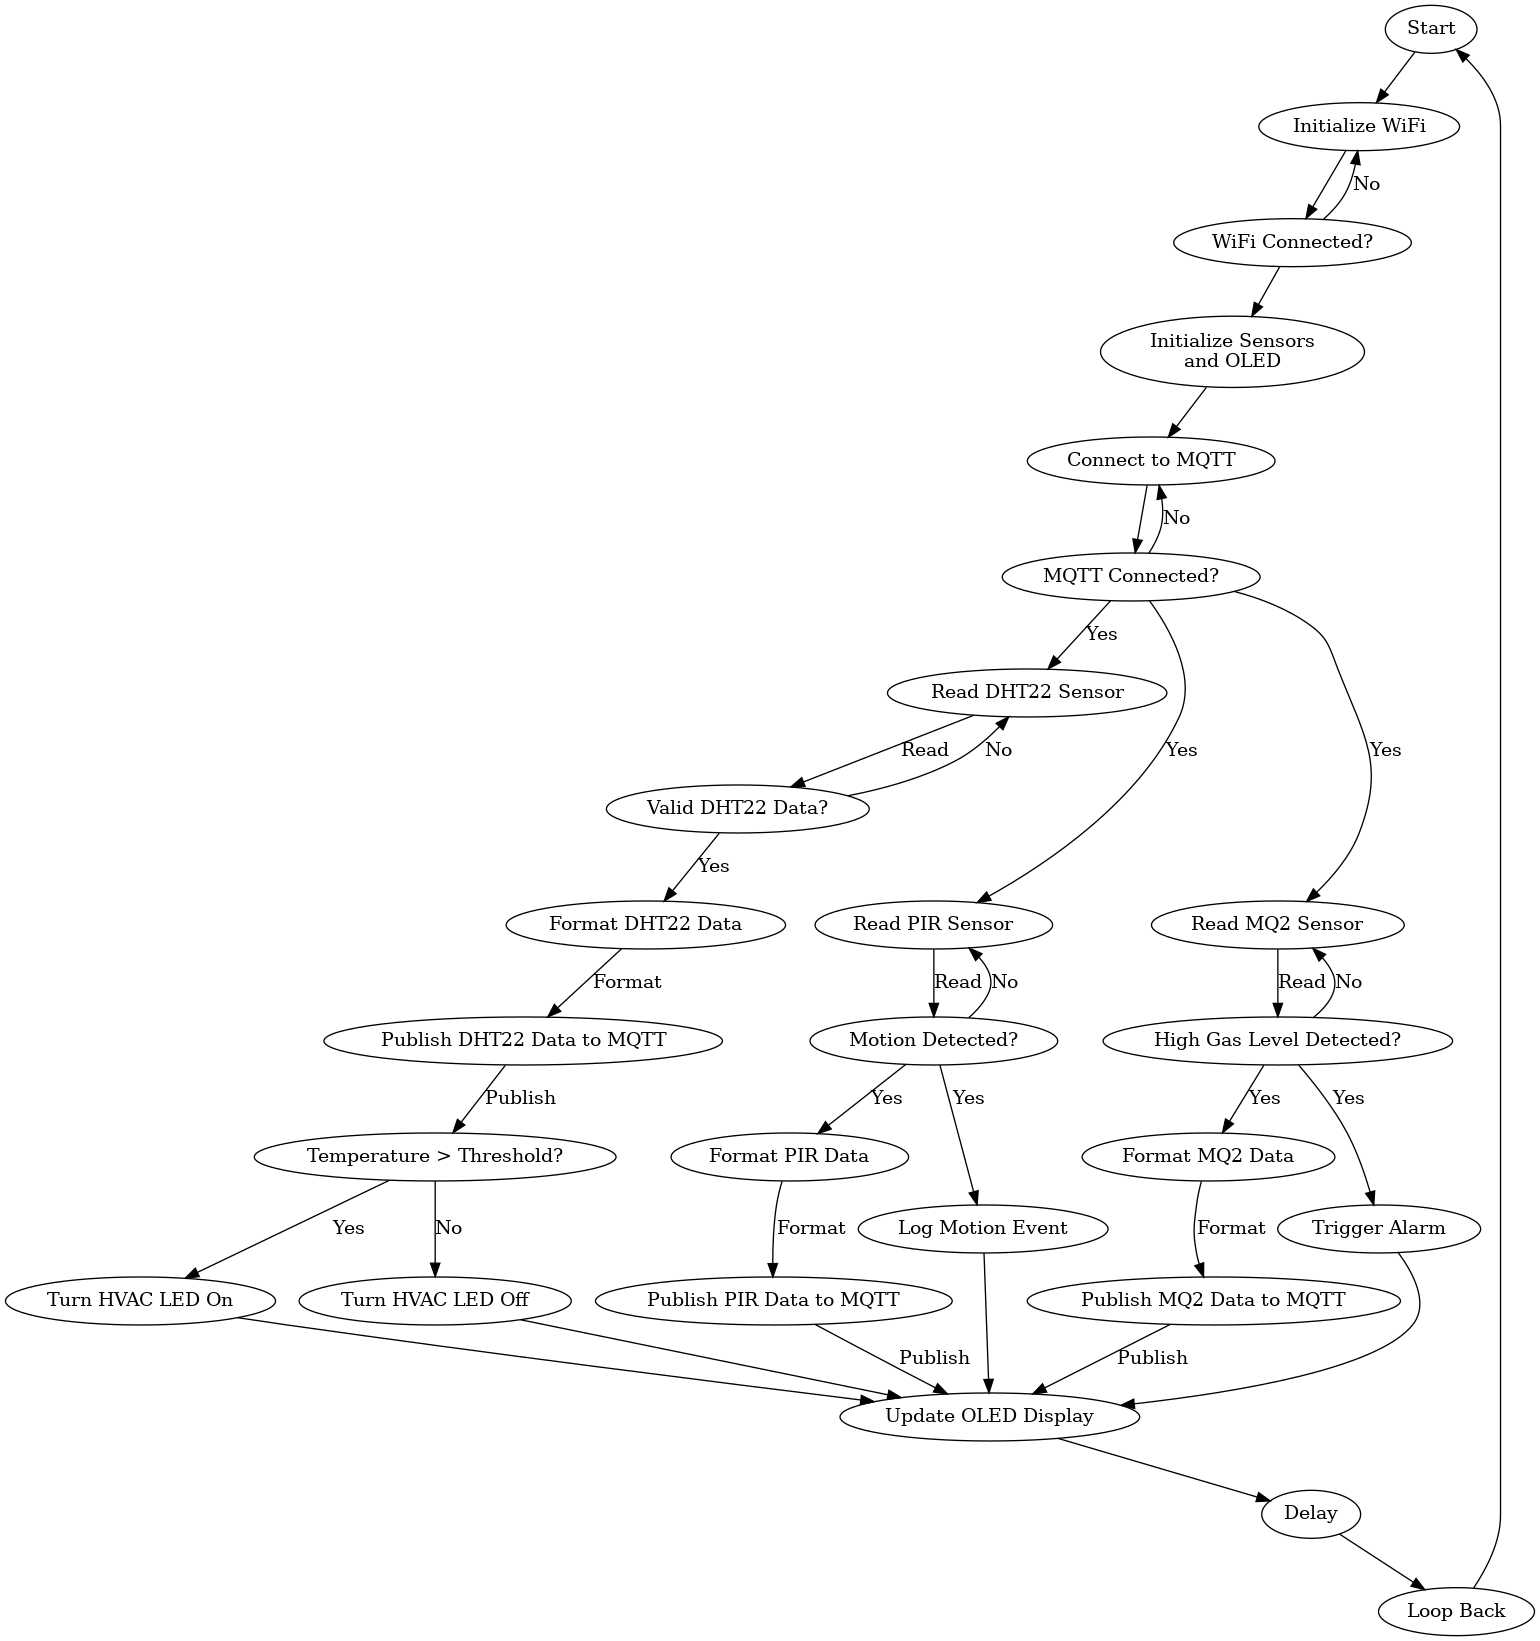 Start
Initialize WiFi
No
WiFi Connected?
Initialize Sensors
and OLED
Connect to MQTT
No
MQTT Connected?
Yes
Read DHT22 Sensor
Read
No
Yes
Yes
Valid DHT22 Data?
Yes
Format DHT22 Data
Read PIR Sensor
Read MQ2 Sensor
Format
Read
No
Read
No
Publish DHT22 Data to MQTT
Motion Detected?
High Gas Level Detected?
Publish
Yes
Yes
Yes
Yes
Temperature > Threshold?
Format PIR Data
Format MQ2 Data
Yes
No
Format
Log Motion Event
Format
Trigger Alarm
Turn HVAC LED On
Turn HVAC LED Off
Publish PIR Data to MQTT
Publish MQ2 Data to MQTT
Publish
Publish
Update OLED Display
Delay
Loop Back